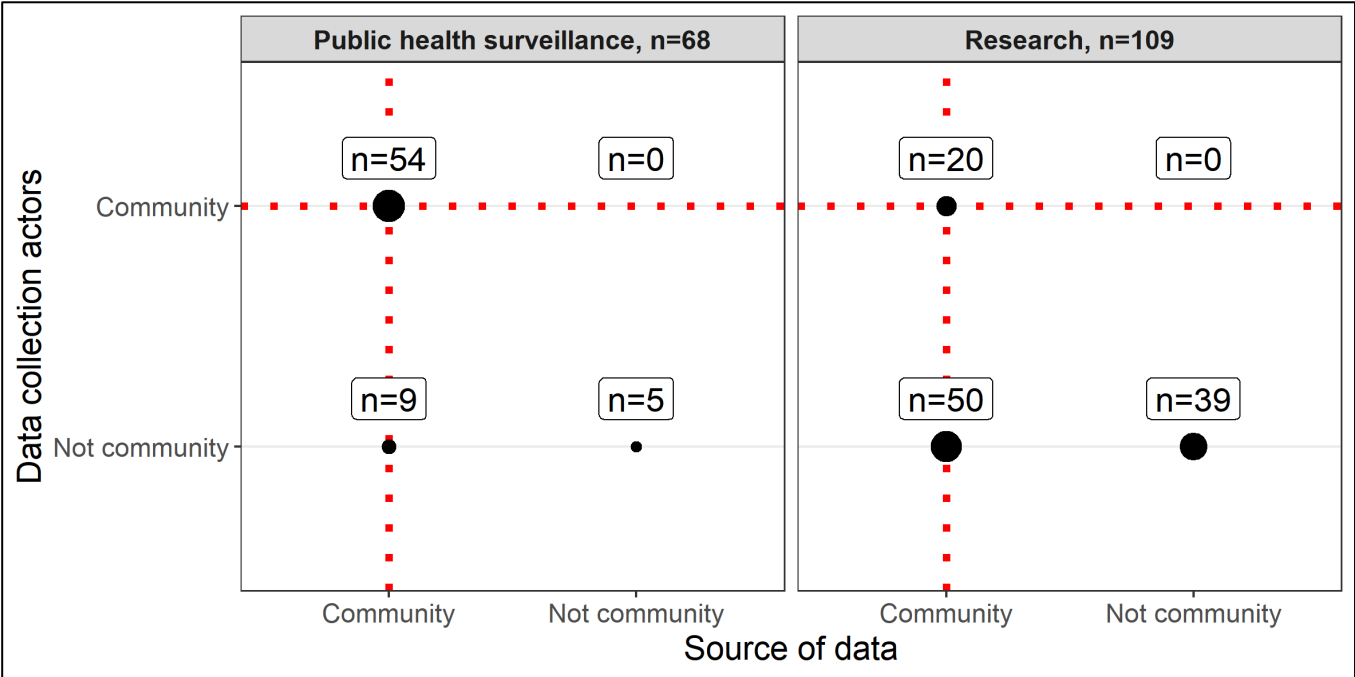 Public health surveillance, n=68
Research, n=109
Data collection actors
Community
Not community
n=54
n=0
n=9
n=5
n=20
n=0
n=50
n=39
Community
Not community
Community
Not community
Source of data